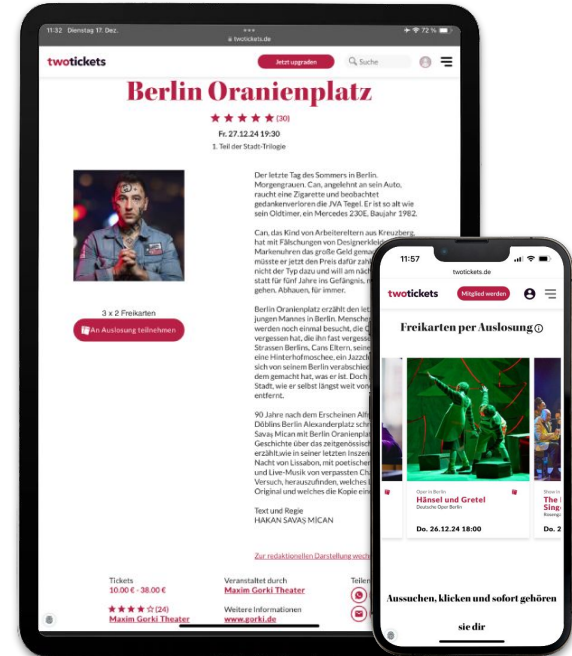 11:32 Dienstag 17. Dez.
72 %
twotickets.de
twotickets
Jetzt upgraden
Suche
Berlin Oranienplatz
(30)
Fr. 27.12.24 19:30
1. Teil der Stadt-Trilogie
Der letzte Tag des Sommers in Berlin.
Morgengrauen. Can, angelehnt an sein Auto,
raucht eine Zigarette und beobachtet
gedankenverloren die JVA Tegel. Er ist so alt wie
sein Oldtimer, ein Mercedes 230E, Baujahr 1982.
Can, das Kind von Arbeitereltern aus Kreuzberg,
hat mit Fälschungen von Designerkleid
Markenuhren das große Geld gema
müsste er jetzt den Preis dafür zahl
nicht der Typ dazu und will am näch
statt für fünf Jahre ins Gefängnis,
gehen. Abhauen, für immer.
Berlin Oranienplatz erzählt den let
jungen Mannes in Berlin. Mensche
werden noch einmal besucht, die
vergessen hat, die ihn fast vergess
Strassen Berlins, Cans Eltern, sein
eine Hinterhofmoschee, ein Jazzcl
sich von seinem Berlin verabschie
dem gemacht hat, was er ist. Doch
Stadt, wie er selbst längst weit von
entfernt.
90 Jahre nach dem Erscheinen Alf
Döblins Berlin Alexanderplatz schr
Savaş Mican mit Berlin Oranienpla
Geschichte über das zeitgenössisc
erzählt,wie in seiner letzten Inszen
Nacht von Lissabon, mit poetischen
und Live-Musik von verpassten Ch
Versuch, herauszufinden, welches
Original und welches die Kopie ein
Text und Regie
HAKAN SAVAŞ MİCAN
Zur redaktionellen Darstellung wech
3 x 2 Freikarten
An Auslosung teilnehmen
Tickets
10.00 € - 38.00 €
(24)
Maxim Gorki Theater
Veranstaltet durch
Maxim Gorki Theater
Weitere Informationen
www.gorki.de
Teilen
11:57
twotickets.de
twotickets
Mitglied werden
Freikarten per Auslosung
Oper in Berlin
Hänsel und Gretel
Deutsche Oper Berlin
Do. 26.12.24 18:00
Show in
The
Sing
Do. 2
Aussuchen, klicken und sofort gehören
sie dir